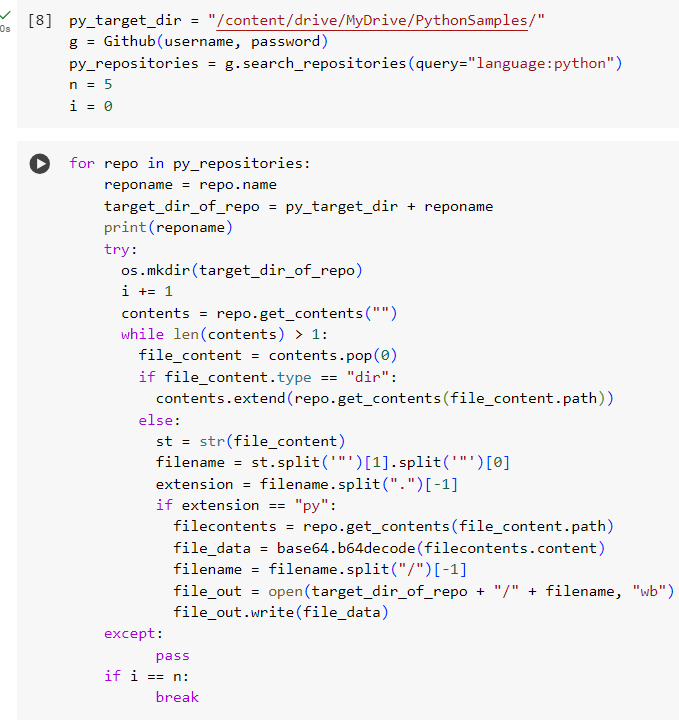 [8] py_target_dir = "/content/drive/MyDrive/PythonSamples/"
0s
g = Github(username, password)
py_repositories = g.search_repositories(query="language:python")
n = 5
i = 0
for repo in py_repositories:
    reponame = repo.name
    target_dir_of_repo = py_target_dir + reponame
    print(reponame)
    try:
      os.mkdir(target_dir_of_repo)
      i += 1
      contents = repo.get_contents("")
      while len(contents) > 1:
        file_content = contents.pop(0)
        if file_content.type == "dir":
          contents.extend(repo.get_contents(file_content.path))
        else:
          st = str(file_content)
          filename = st.split('"')[1].split('"')[0]
          extension = filename.split(".")[-1]
          if extension == "py":
            filecontents = repo.get_contents(file_content.path)
            file_data = base64.b64decode(filecontents.content)
            filename = filename.split("/")[-1]
            file_out = open(target_dir_of_repo + "/" + filename, "wb")
            file_out.write(file_data)
    except:
          pass
    if i == n:
          break